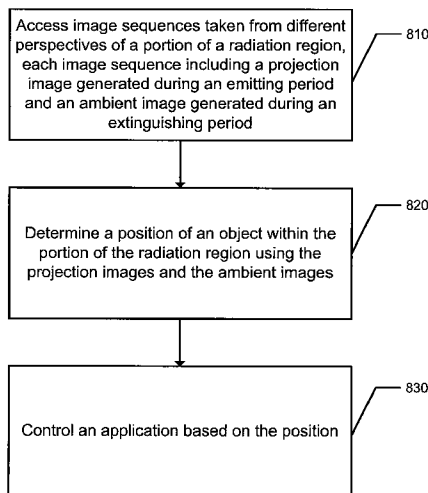 Access image sequences taken from different
perspectives of a portion of a radiation region,
each image sequence including a projection
image generated during an emitting period
and an ambient image generated during an
extinguishing period
810
Determine a position of an object within the
portion of the radiation region using the
projection images and the ambient images
820
Control an application based on the position
830